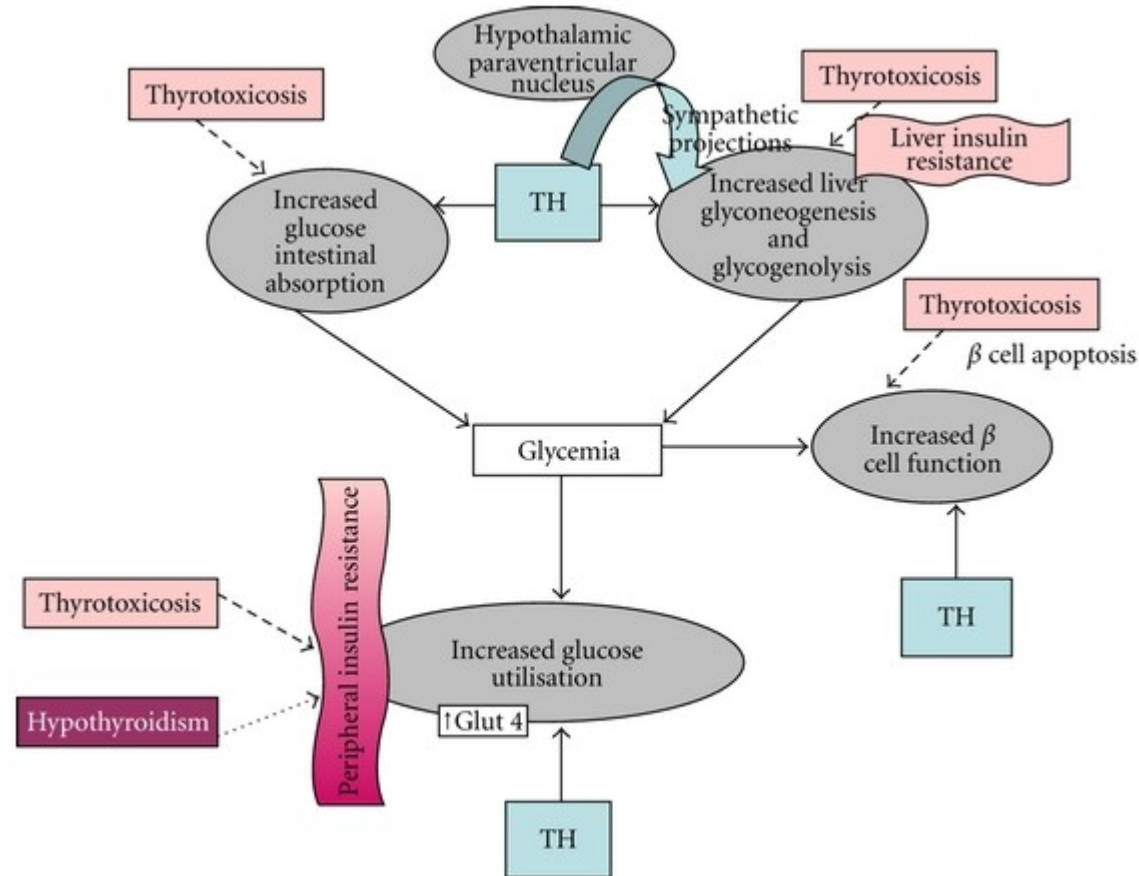 Hypothalamic
paraventricular
nucleus
Thyrotoxicosis
Thyrotoxicosis
Sympathetic
projections
Liver insulin
resistance
Increased
glucose
intestinal
absorption
TH
Increased liver
glyconeogenesis
and
glycogenolysis
Thyrotoxicosis
β cell apoptosis
Glycemia
Increased β
cell function
Peripheral insulin resistance
Thyrotoxicosis
TH
Increased glucose
utilisation
Hypothyroidism
↑Glut 4
TH